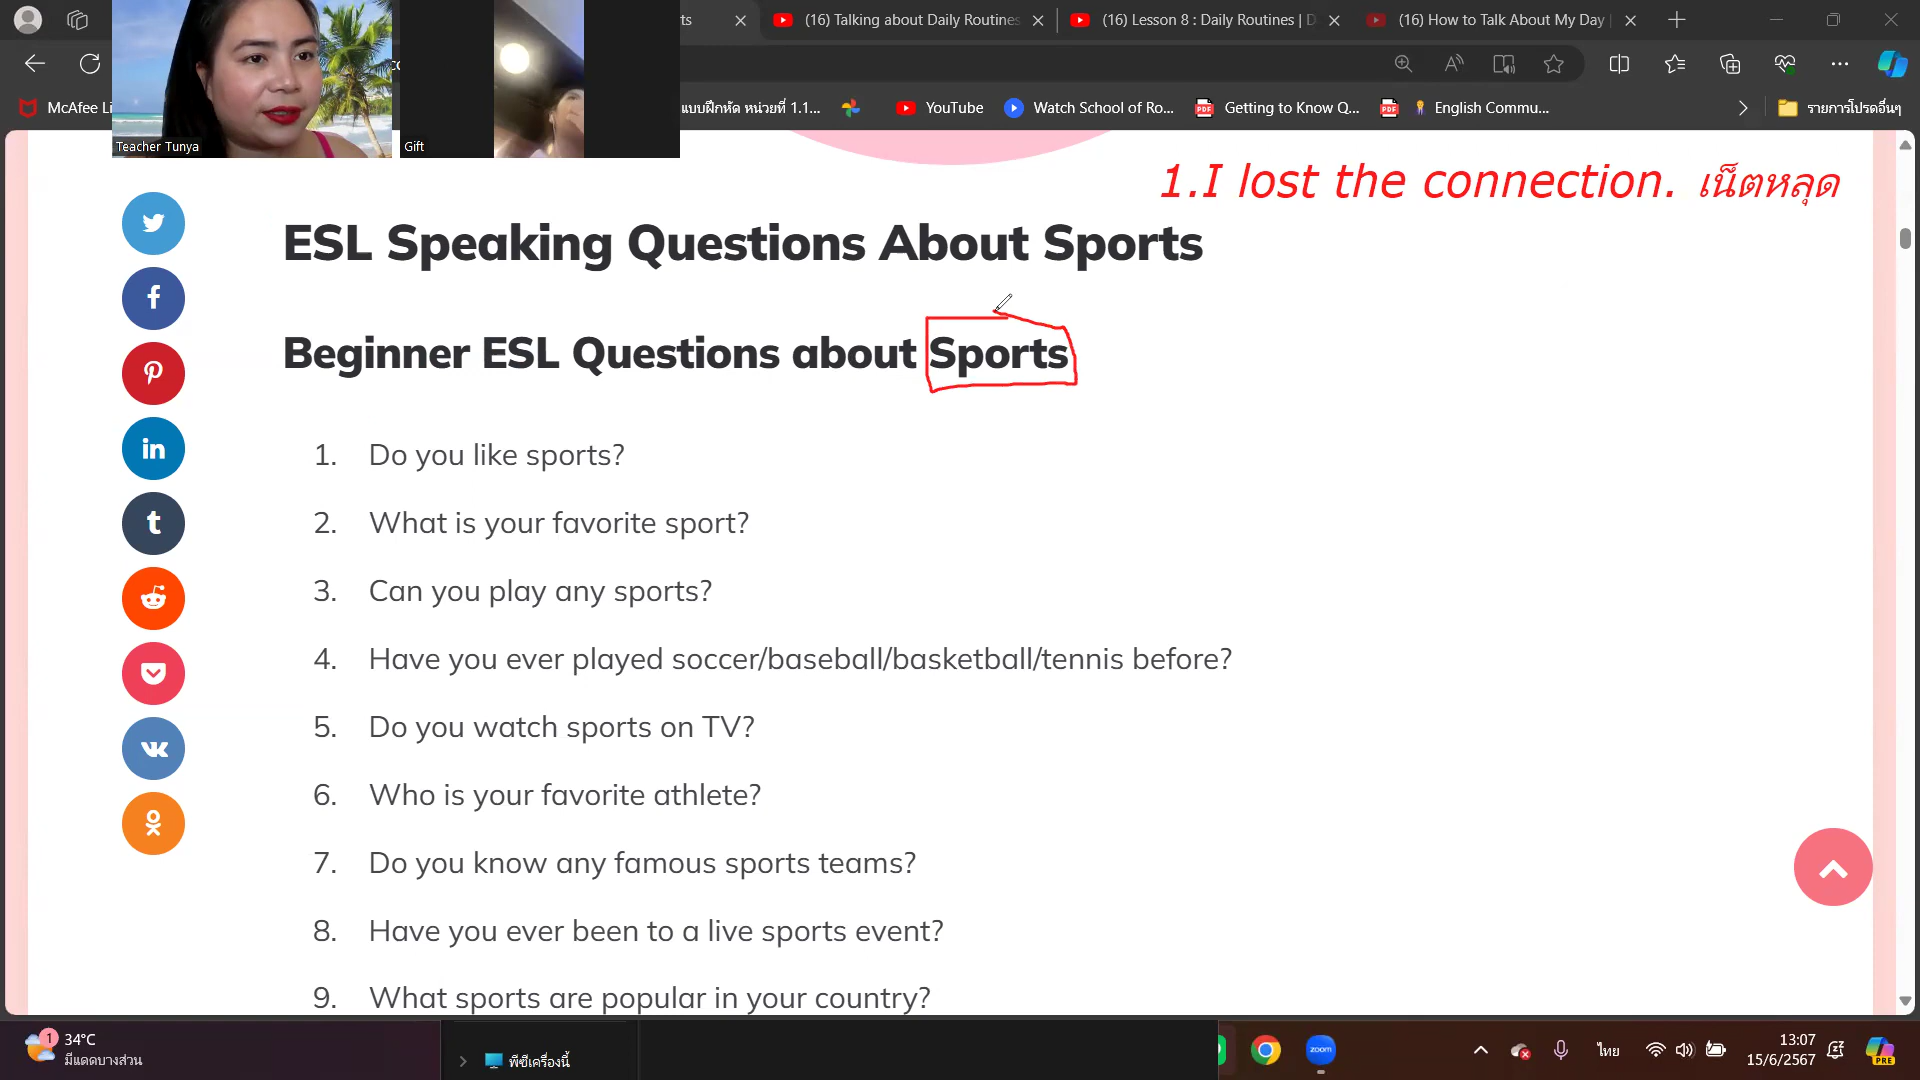 rts
(16) Talking about Daily Routines
(16) Lesson 8 : Daily Routines | D
(16) How to Talk About My Day |
McAfee Li
แบบฝึกหัด หน่วยที่ 1.1...
YouTube
Watch School of Ro...
Getting to Know Q...
English Commu...
รายการโปรดอื่นๆ
Teacher Tunya
Gift
1.I lost the connection. เน็ตหลุด
ESL Speaking Questions About Sports
Beginner ESL Questions about Sports
1. Do you like sports?
2. What is your favorite sport?
3. Can you play any sports?
4. Have you ever played soccer/baseball/basketball/tennis before?
5. Do you watch sports on TV?
6. Who is your favorite athlete?
7. Do you know any famous sports teams?
8. Have you ever been to a live sports event?
9. What sports are popular in your country?
1
34°C
มีแดดบางส่วน
พีซีเครื่องนี้
zoom
ไทย
13:07
15/6/2567
PRE